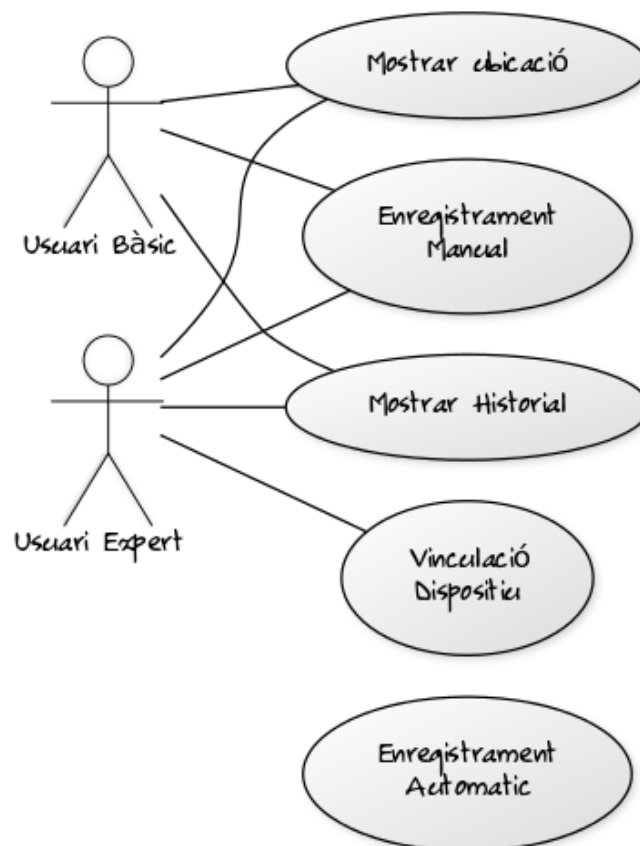 Mostrar ubicació
Enregistrament
Manual
Usuari Bàsic
Mostrar Historial
Usuari Expert
Vinculació
Dispositiu
Enregistrament
Automatic